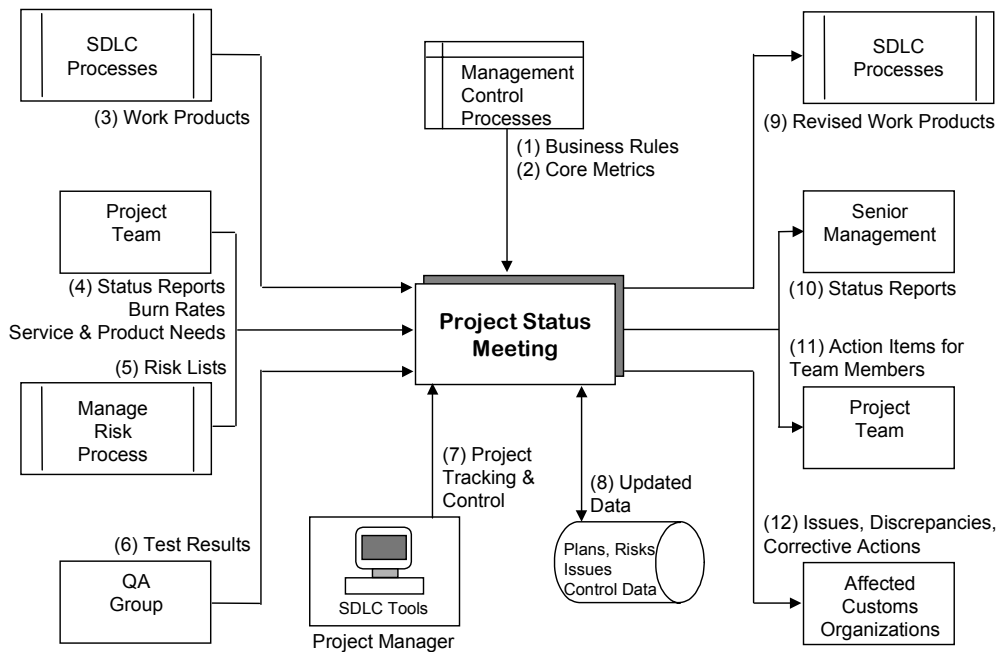 SDLC
Processes
(3) Work Products
Management
Control
Processes
(1) Business Rules
(2) Core Metrics
SDLC
Processes
(9) Revised Work Products
Project
Team
(4) Status Reports
Burn Rates
Service & Product Needs
(5) Risk Lists
Manage
Risk
Process
Project Status
Meeting
Senior
Management
(10) Status Reports
(11) Action Items for
Team Members
Project
Team
(6) Test Results
QA
Group
(7) Project
Tracking &
Control
SDLC Tools
Project Manager
(8) Updated
Data
Plans, Risks
Issues
Control Data
(12) Issues, Discrepancies,
Corrective Actions
Affected
Customs
Organizations